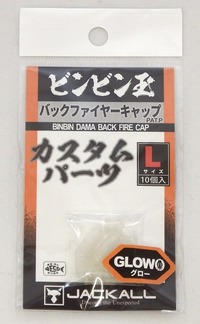 ビンビン玉
バックファイヤーキャップ
PAT.P
BINBIN DAMA BACK FIRE CAP
カスタム
パーツ
L
サイズ
10個入
GLOW
グロー
JACKALL